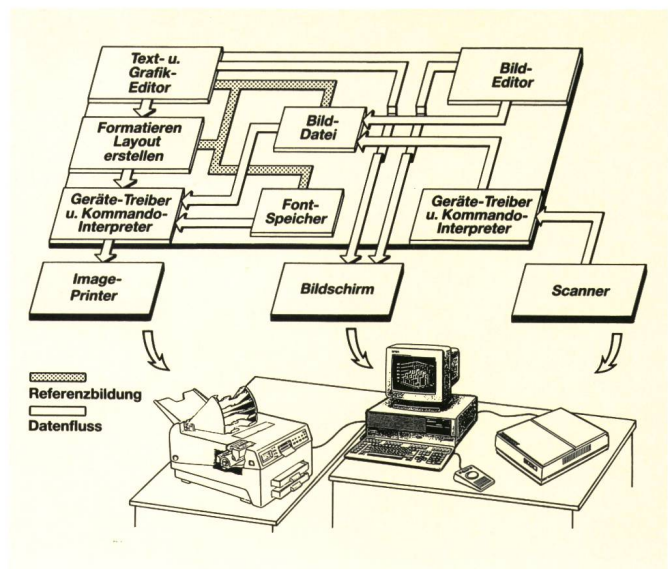 Text- u.
Grafik-
Editor
Bild-
Editor
Bild-
Datei
Formatieren
Layout
erstellen
Geräte-Treiber
u. Kommando-
Interpreter
Font-
Speicher
Geräte-Treiber
u. Kommando-
Interpreter
Image-
Printer
Bildschirm
Scanner
Referenzbildung
Datenfluss